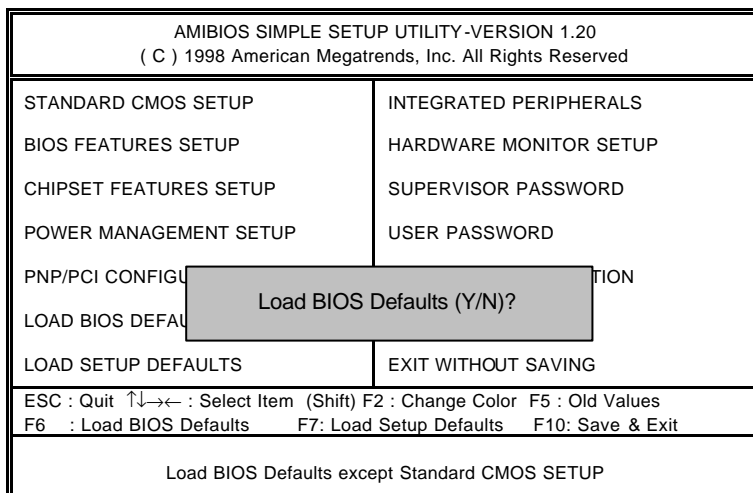 AMIBIOS SIMPLE SETUP UTILITY-VERSION 1.20
( C ) 1998 American Megatrends, Inc. All Rights Reserved
STANDARD CMOS SETUP
BIOS FEATURES SETUP
CHIPSET FEATURES SETUP
POWER MANAGEMENT SETUP
PNP/PCI CONFIGU
LOAD BIOS DEFAU
LOAD SETUP DEFAULTS
INTEGRATED PERIPHERALS
HARDWARE MONITOR SETUP
SUPERVISOR PASSWORD
USER PASSWORD
TION
EXIT WITHOUT SAVING
Load BIOS Defaults (Y/N)?
ESC : Quit ↑↓→← : Select Item (Shift) F2 : Change Color F5 : Old Values
F6 : Load BIOS Defaults F7: Load Setup Defaults F10: Save & Exit
Load BIOS Defaults except Standard CMOS SETUP